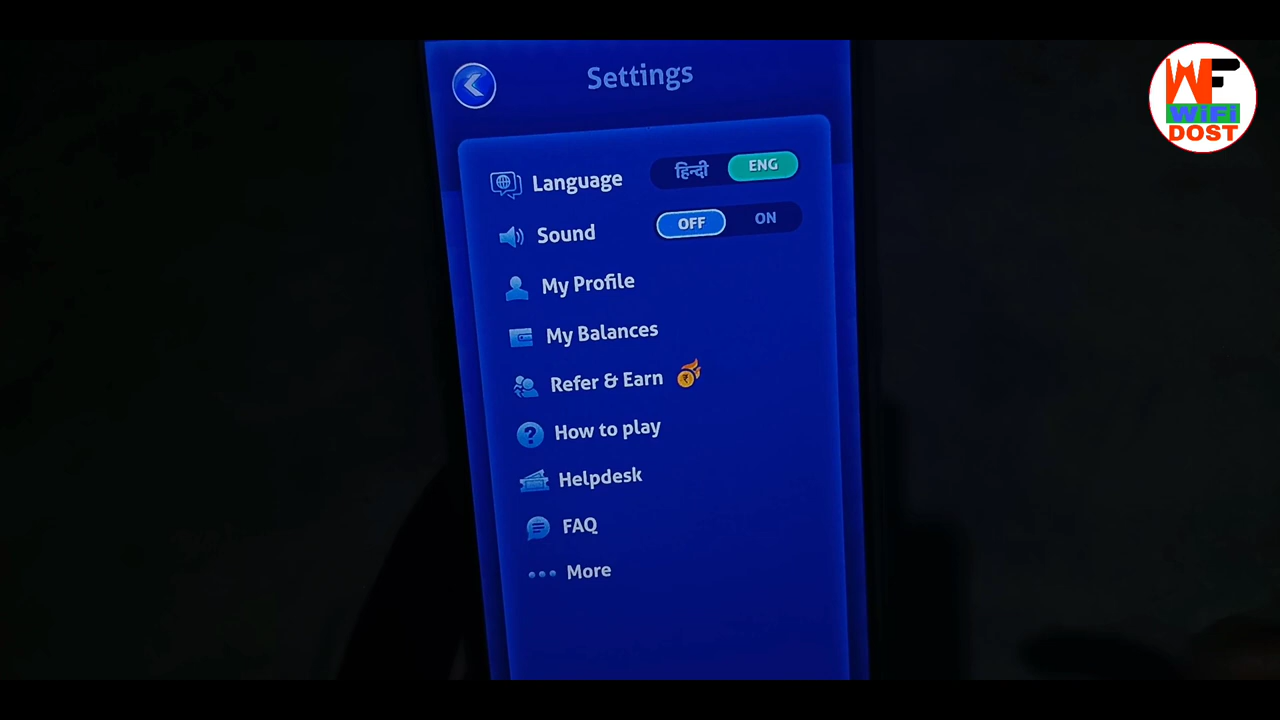 Settings
Language हिन्दी ENG
Sound OFF ON
My Profile
My Balances
Refer & Earn ₹
? How to play
Helpdesk
FAQ
More
WF
WiFi
DOST